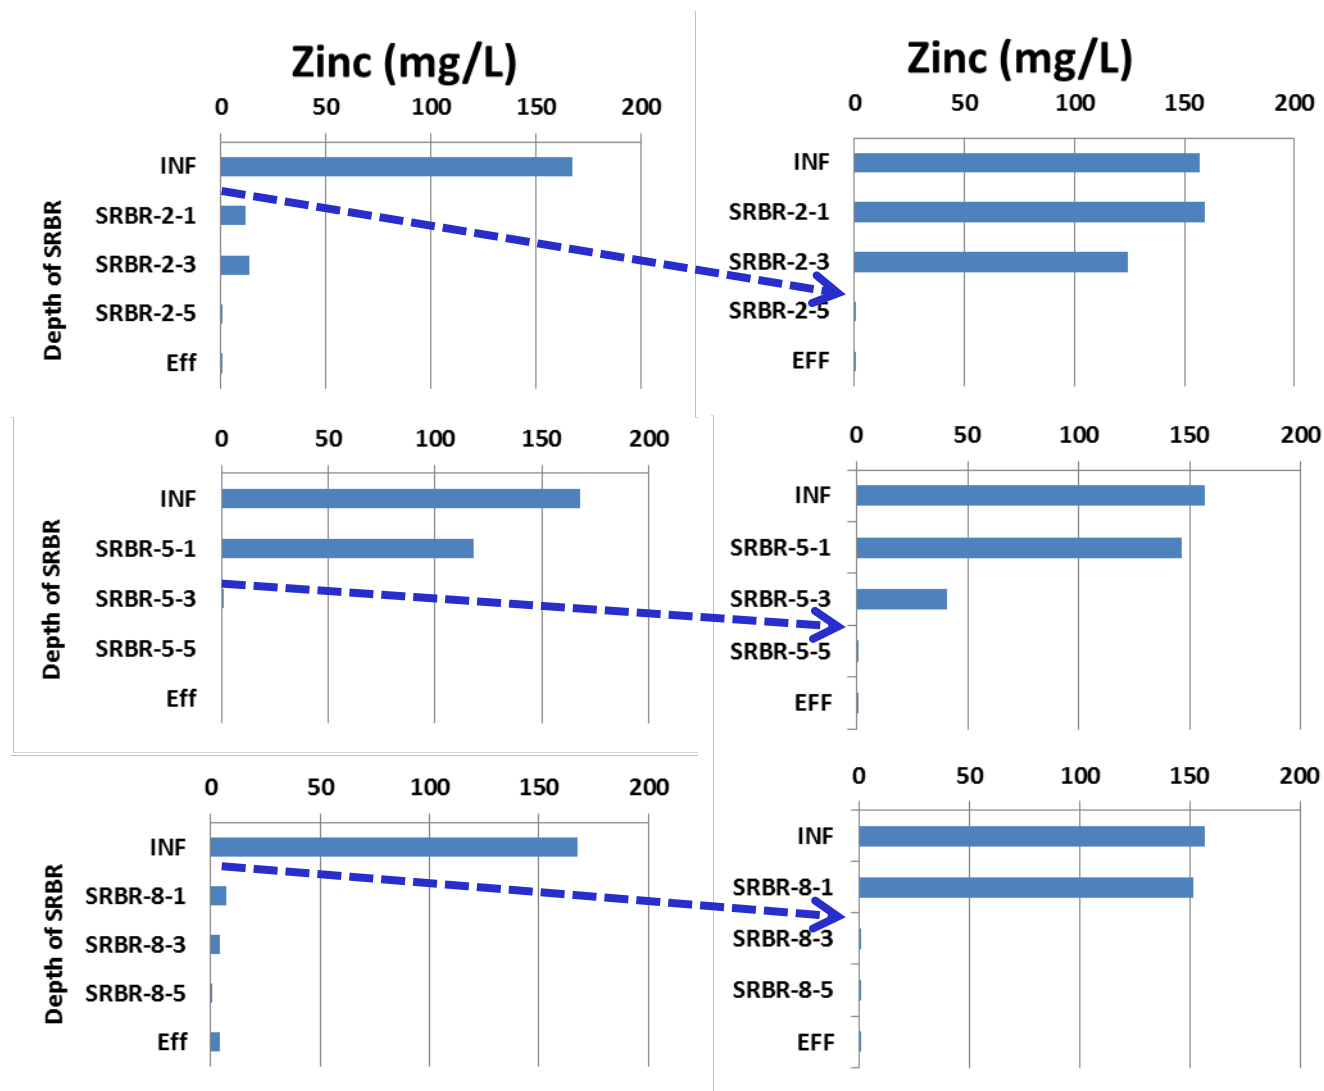 Zinc (mg/L)
0 50 100 150 200
INF
SRBR-2-1
SRBR-2-3
SRBR-2-5
Eff
Depth of SRBR
Zinc (mg/L)
0 50 100 150 200
INF
SRBR-2-1
SRBR-2-3
SRBR-2-5
EFF
0 50 100 150 200
INF
SRBR-5-1
SRBR-5-3
SRBR-5-5
Eff
Depth of SRBR
0 50 100 150 200
INF
SRBR-5-1
SRBR-5-3
SRBR-5-5
EFF
0 50 100 150 200
INF
SRBR-8-1
SRBR-8-3
SRBR-8-5
Eff
Depth of SRBR
0 50 100 150 200
INF
SRBR-8-1
SRBR-8-3
SRBR-8-5
EFF